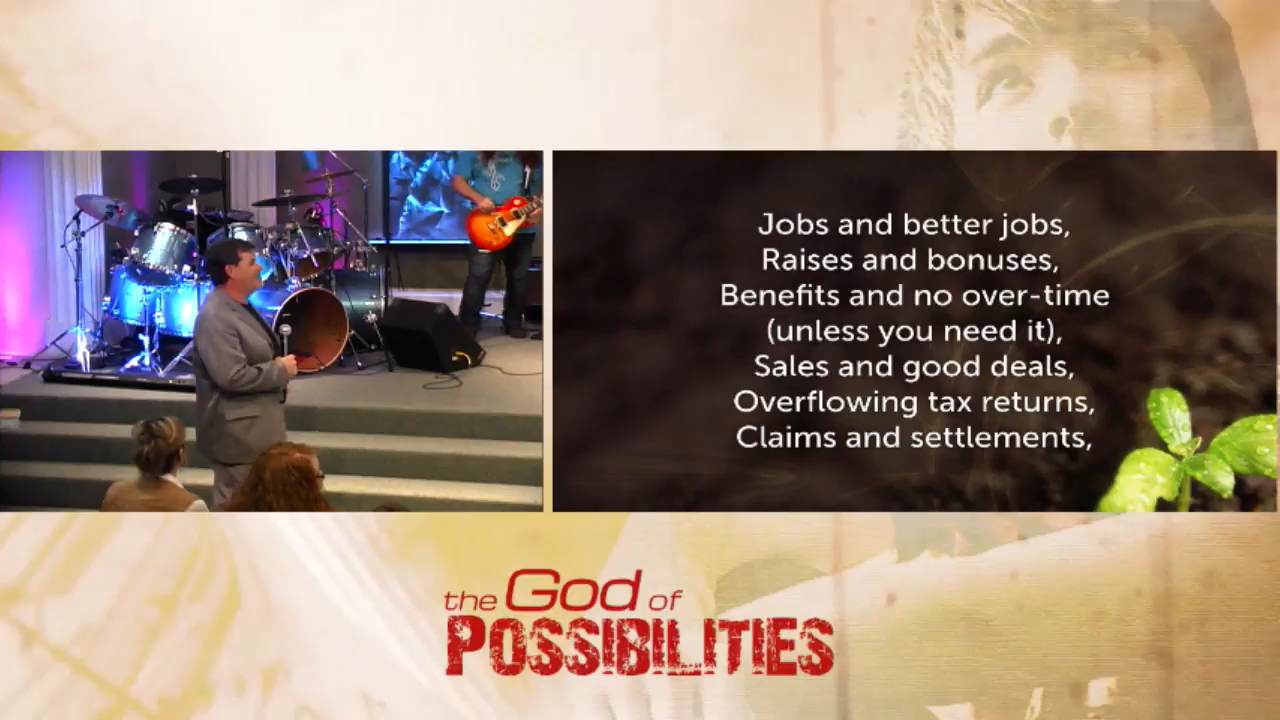 Jobs and better jobs,
Raises and bonuses,
Benefits and no over-time
(unless you need it),
Sales and good deals,
Overflowing tax returns,
Claims and settlements,
the God of
POSSIBILITIES